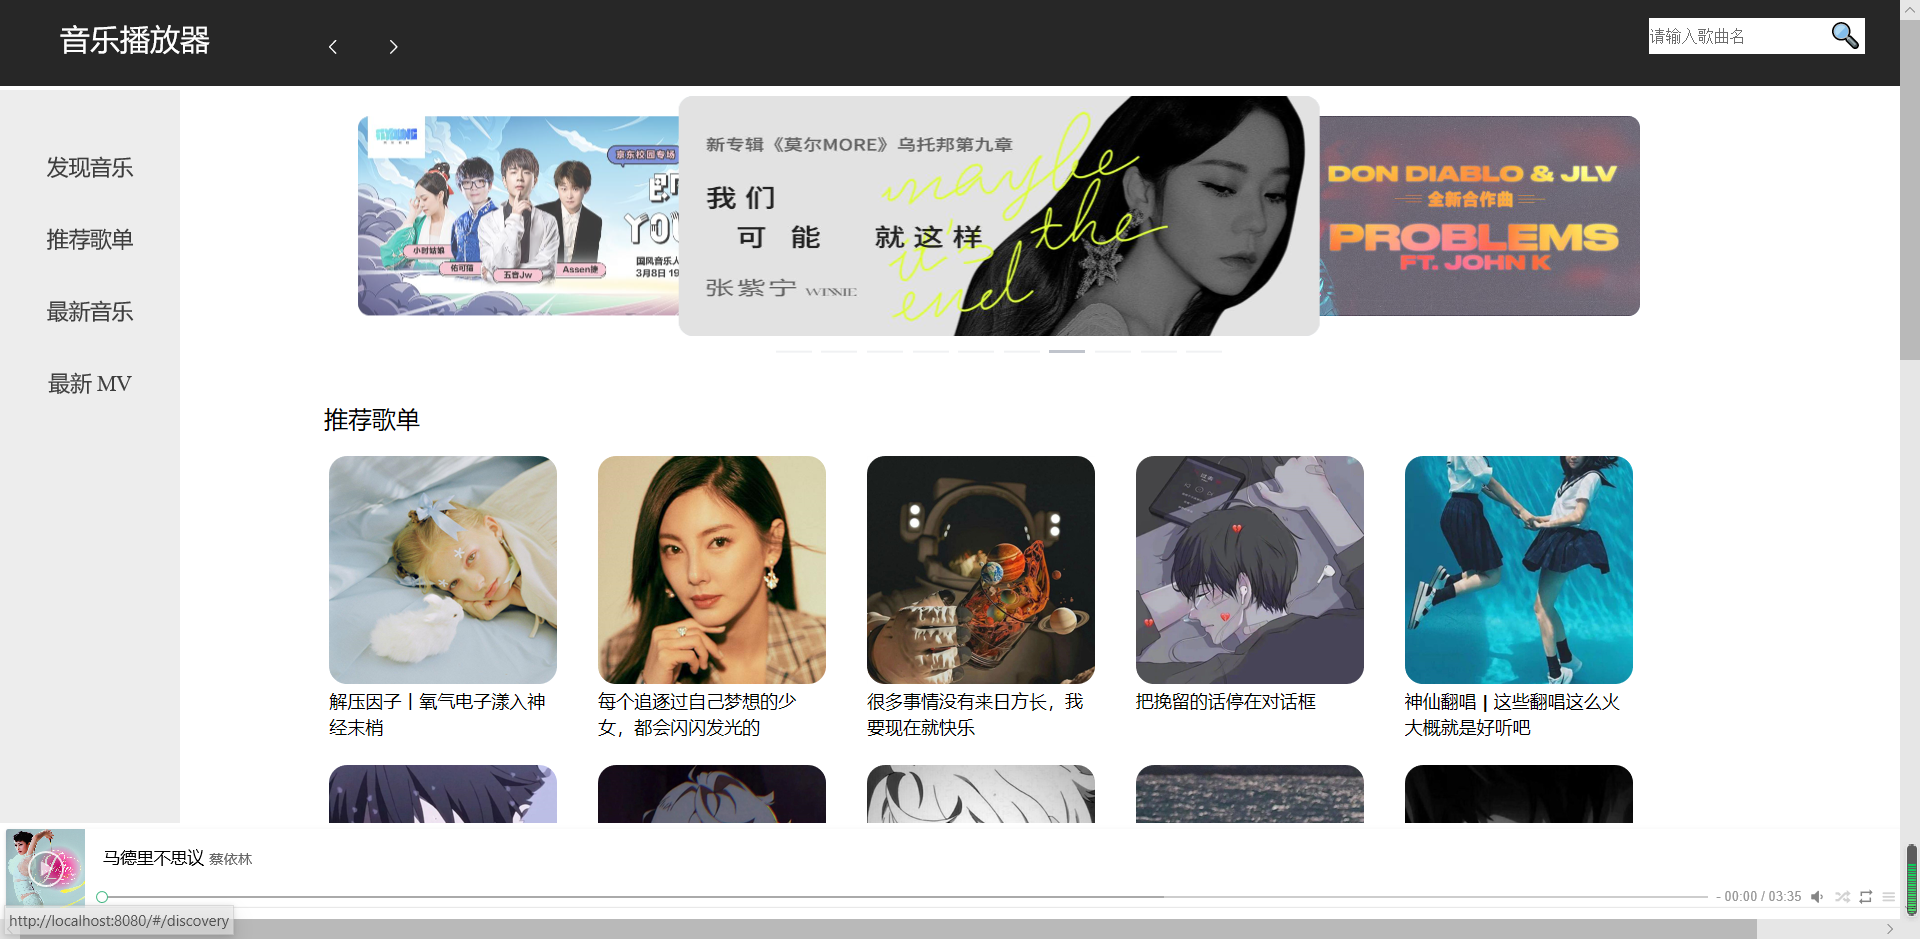 音乐播放器
请输入歌曲名
发现音乐
推荐歌单
最新音乐
最新 MV
京东校园专场
小时姑娘
佑可猫
五音Jw
Assen捷
国风音乐人
3月8日 19
新专辑《莫尔MORE》乌托邦第九章
我们
可能 就这样
张紫宁 WINNIE
maybe
it's the
end
DON DIABLO & JLV
全新合作曲
PROBLEMS
FT. JOHN K
推荐歌单
解压因子丨氧气电子漾入神
经末梢
每个追逐过自己梦想的少
女，都会闪闪发光的
很多事情没有来日方长，我
要现在就快乐
把挽留的话停在对话框
神仙翻唱 | 这些翻唱这么火
大概就是好听吧
马德里不思议 蔡依林
- 00:00 / 03:35
http://localhost:8080/#/discovery